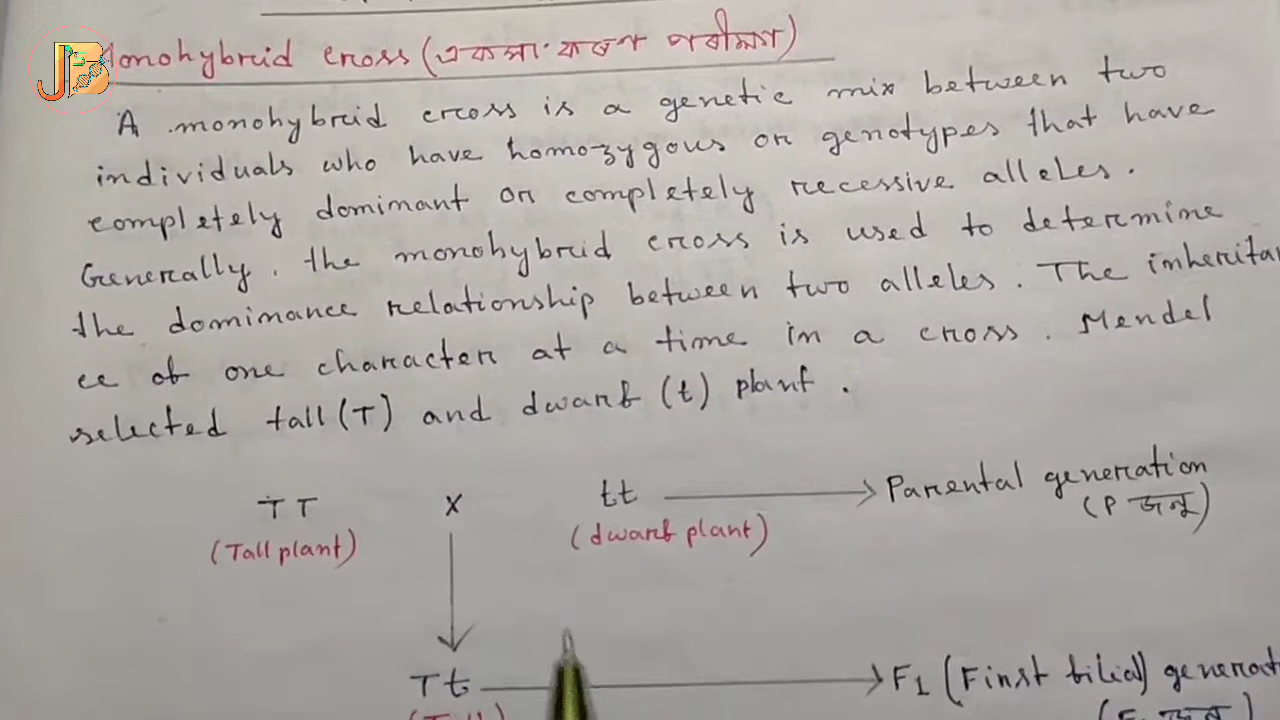 JB
Monohybrid cross (একসংকরণ পরীক্ষা)
A monohybrid cross is a genetic mix between two
individuals who have homozygous or genotypes that have
completely dominant or completely recessive alleles.
Generally, the monohybrid cross is used to determine
the dominance relationship between two alleles. The inherita
ce of one character at a time in a cross. Mendel
selected tall (T) and dwarf (t) plant.
TT x tt → Parental generation
(Tall plant) (dwarf plant) (P জনু)
Tt → F1 (First filial) generat